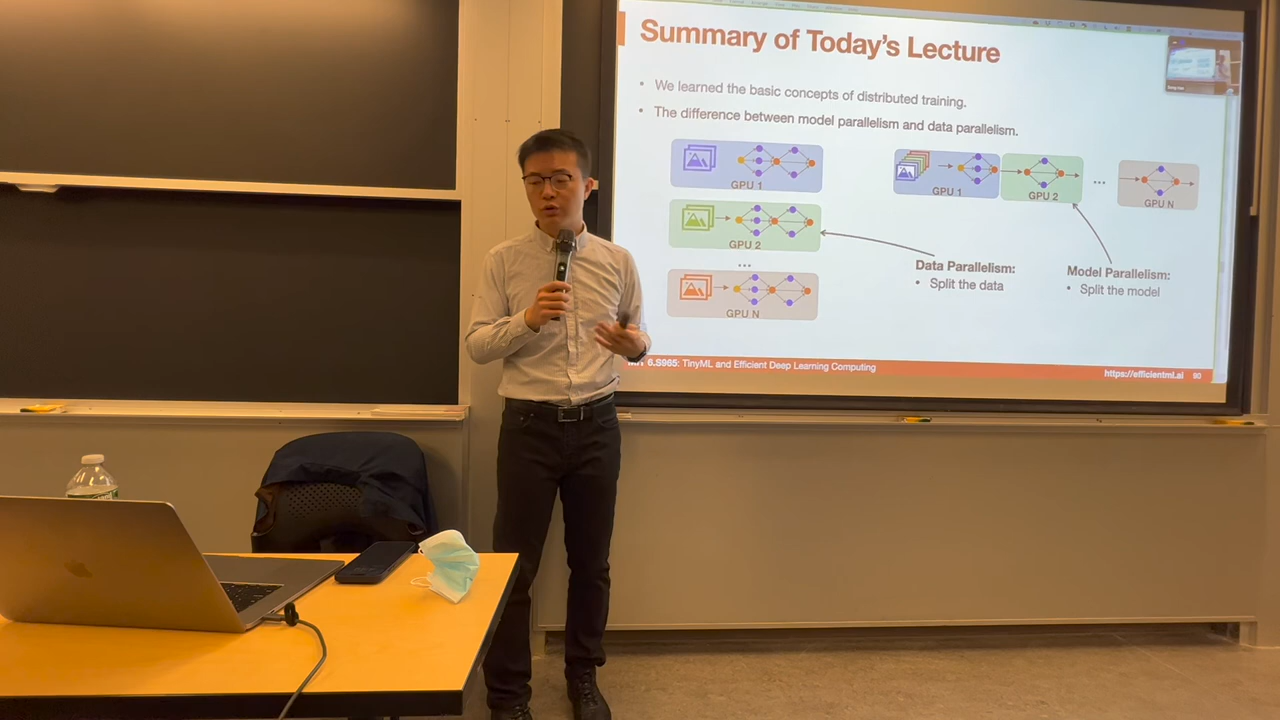 Summary of Today's Lecture
• We learned the basic concepts of distributed training.
• The difference between model parallelism and data parallelism.
GPU 1
GPU 2
...
GPU N
GPU 1
GPU 2
...
GPU N
Data Parallelism:
• Split the data
Model Parallelism:
• Split the model
6.S965: TinyML and Efficient Deep Learning Computing
https://efficientml.ai
90